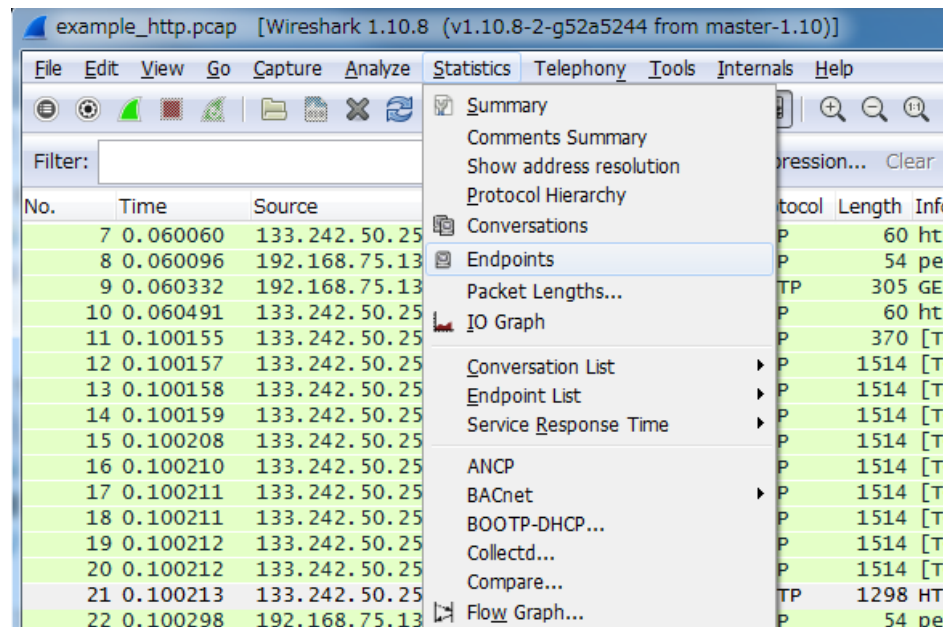 example_http.pcap [Wireshark 1.10.8 (v1.10.8-2-g52a5244 from master-1.10)]
File Edit View Go Capture Analyze Statistics Telephony Tools Internals Help
Filter: Clear
No. Time Source Length
7 0.060060 133.242.50.25 60
8 0.060096 192.168.75.13 54
9 0.060332 192.168.75.13 305
10 0.060491 133.242.50.25 60
11 0.100155 133.242.50.25 370
12 0.100157 133.242.50.25 1514
13 0.100158 133.242.50.25 1514
14 0.100159 133.242.50.25 1514
15 0.100208 133.242.50.25 1514
16 0.100210 133.242.50.25 1514
17 0.100211 133.242.50.25 1514
18 0.100211 133.242.50.25 1514
19 0.100212 133.242.50.25 1514
20 0.100212 133.242.50.25 1514
21 0.100213 133.242.50.25 1298
22 0.100298 192.168.75.13 54
Summary
Comments Summary
Show address resolution
Protocol Hierarchy
Conversations
Endpoints
Packet Lengths...
IO Graph
Conversation List
Endpoint List
Service Response Time
ANCP
BACnet
BOOTP-DHCP...
Collectd...
Compare...
Flow Graph...